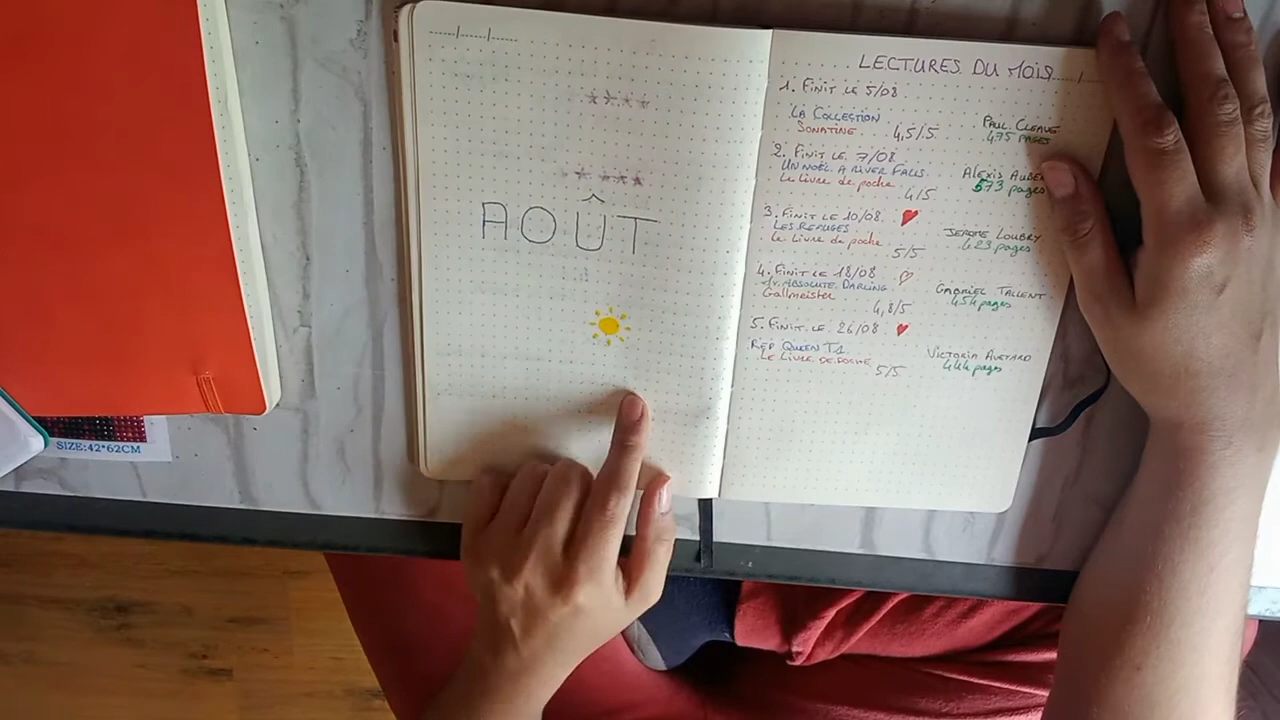 AOÛT
LECTURES DU MOIS
1. FINIT LE 5/08
LA COLLECTION PAUL CLEAVE
SONATINE 4,5/5 475 PAGES
2. FINIT LE 7/08
UN NOËL A RIVER FALLS ALEXIS
Le livre de poche 4/5 573 pages
3. FINIT LE 10/08
LES REFUGES JEROME LOUBRY
Le livre de poche 5/5 423 pages
4. FINIT LE 18/08
ABSOLUTE DARLING GABRIEL TALLENT
Gallmeister 4,8/5 454 pages
5. FINIT LE 26/08
RED QUEEN T1 VICTORIA AVEYARD
LE LIVRE DE POCHE 5/5 444 pages
SIZE:42*62CM